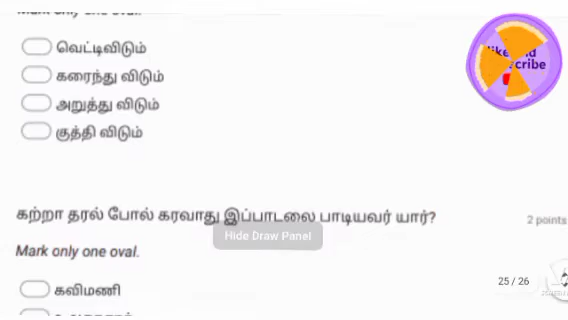 Mark only one oval.
வெட்டிவிடும்
கரைந்து விடும்
அறுத்து விடும்
குத்தி விடும்
cribe
கற்றா தரல் போல் கரவாது இப்பாடலை பாடியவர் யார்?
2 points
Hide Draw Panel
Mark only one oval.
25 / 26
கவிமணி